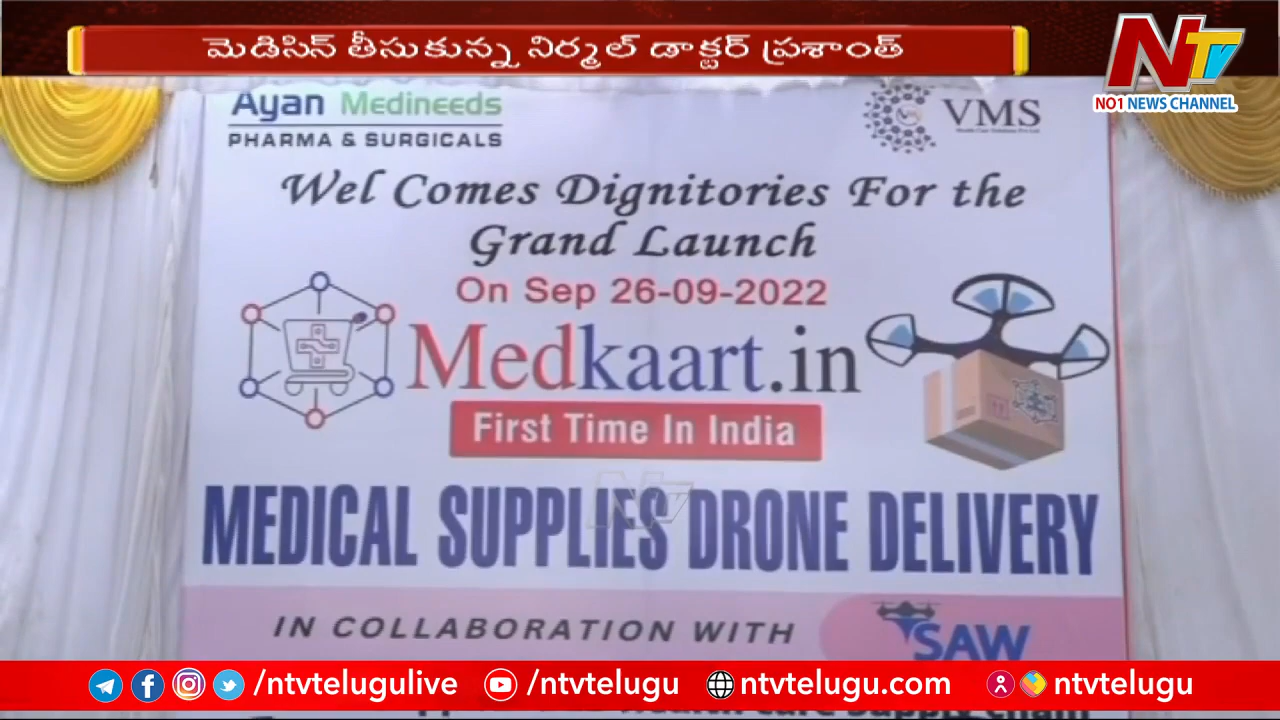 మెడిసిన్ తీసుకున్న నిర్మల్ డాక్టర్ ప్రశాంత్
NTV
NO1 NEWS CHANNEL
Ayan Medineeds
PHARMA & SURGICALS
VMS
Wel Comes Dignitories For the
Grand Launch
On Sep 26-09-2022
Medkaart.in
First Time In India
NTV
MEDICAL SUPPLIES DRONE DELIVERY
IN COLLABORATION WITH
SAW
/ntvtelugulive
/ntvtelugu
ntvtelugu.com
ntvtelugu